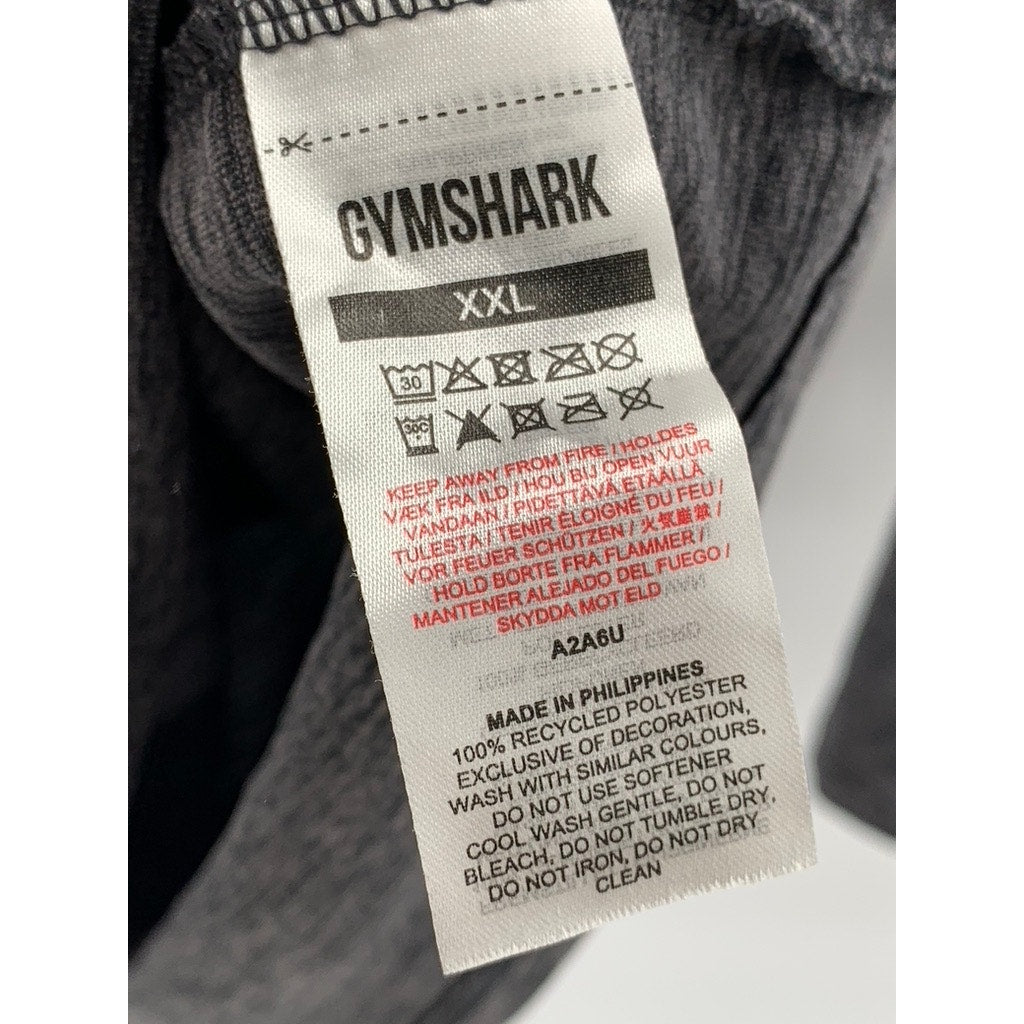 GYMSHARK
XXL
30
30C
KEEP AWAY FROM FIRE / HOLDES
VÆK FRA ILD / HOU BIJ OPEN VUUR
VANDAAN / PIDETTÄVÄ ETÄÄLLÄ
TULESTA / TENIR ÉLOIGNÉ DU FEU /
VOR FEUER SCHÜTZEN / 火気厳禁 /
HOLD BORTE FRA FLAMMER /
MANTENER ALEJADO DEL FUEGO /
SKYDDA MOT ELD
A2A6U
MADE IN PHILIPPINES
100% RECYCLED POLYESTER
EXCLUSIVE OF DECORATION,
WASH WITH SIMILAR COLOURS,
DO NOT USE SOFTENER
COOL WASH GENTLE, DO NOT
BLEACH, DO NOT TUMBLE DRY,
DO NOT IRON, DO NOT DRY
CLEAN